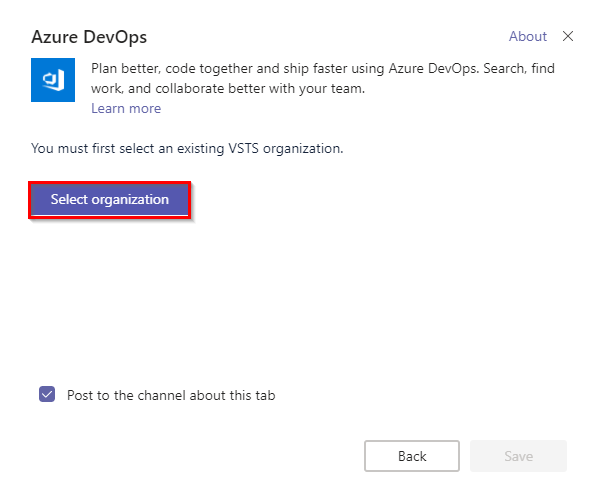 Azure DevOps
About
Plan better, code together and ship faster using Azure DevOps. Search, find
work, and collaborate better with your team.
Learn more
You must first select an existing VSTS organization.
Select organization
Post to the channel about this tab
Back
Save